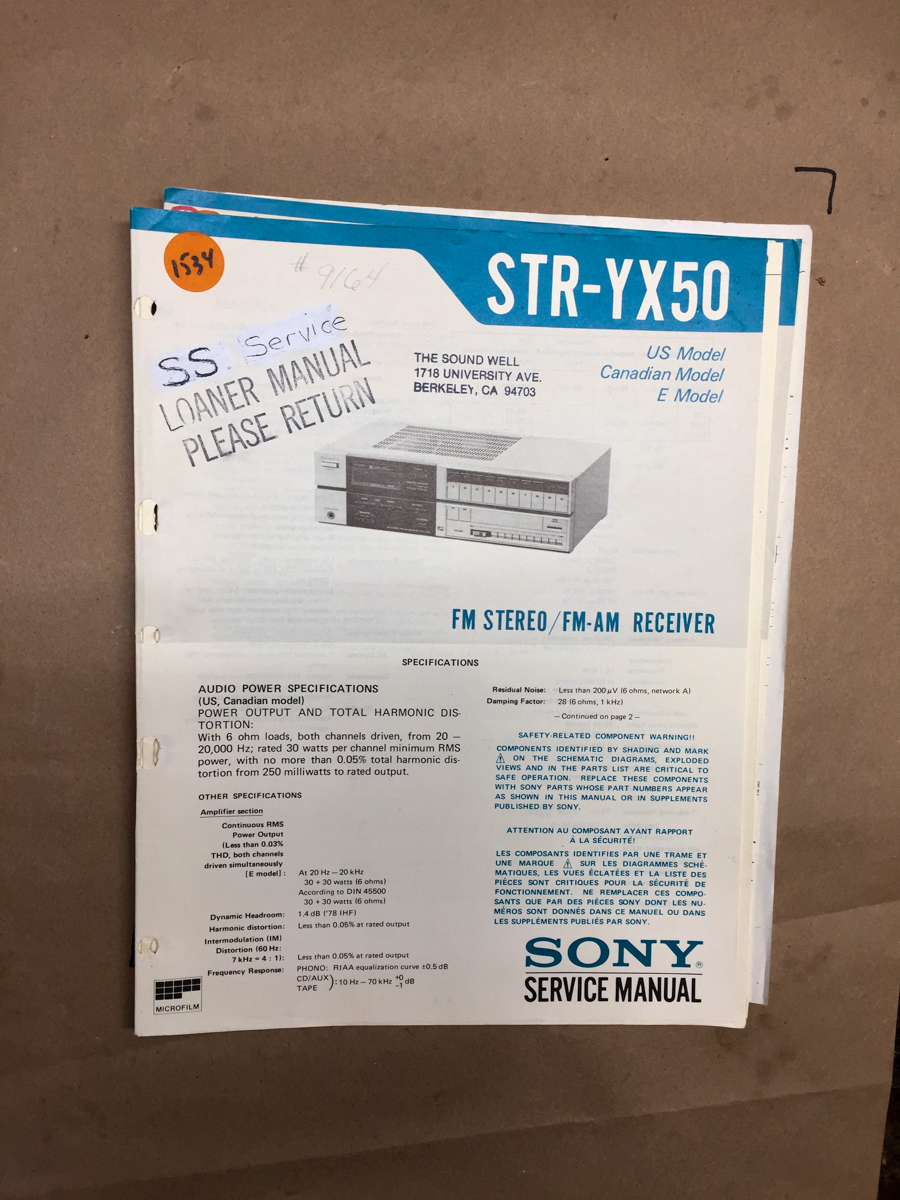 1534
# 9164
STR-YX50
SS. Service
LOANER MANUAL
PLEASE RETURN
THE SOUND WELL
1718 UNIVERSITY AVE.
BERKELEY, CA 94703
US Model
Canadian Model
E Model
FM STEREO/FM-AM RECEIVER
SPECIFICATIONS
AUDIO POWER SPECIFICATIONS
(US, Canadian model)
POWER OUTPUT AND TOTAL HARMONIC DIS-
TORTION:
With 6 ohm loads, both channels driven, from 20 –
20,000 Hz; rated 30 watts per channel minimum RMS
power, with no more than 0.05% total harmonic dis-
tortion from 250 milliwatts to rated output.
OTHER SPECIFICATIONS
Amplifier section
Continuous RMS
Power Output
(Less than 0.03%
THD, both channels
driven simultaneously
[E model] : At 20 Hz – 20 kHz
30 + 30 watts (6 ohms)
According to DIN 45500
30 + 30 watts (6 ohms)
Dynamic Headroom: 1.4 dB ('78 IHF)
Harmonic distortion: Less than 0.05% at rated output
Intermodulation (IM)
Distortion (60 Hz:
7 kHz = 4 : 1): Less than 0.05% at rated output
Frequency Response: PHONO: RIAA equalization curve ±0.5 dB
CD/AUX
TAPE ) : 10 Hz – 70 kHz +0 −1 dB
MICROFILM
Residual Noise: Less than 200 µV (6 ohms, network A)
Damping Factor: 28 (6 ohms, 1 kHz)
– Continued on page 2 –
SAFETY-RELATED COMPONENT WARNING!!
COMPONENTS IDENTIFIED BY SHADING AND MARK
⚠ ON THE SCHEMATIC DIAGRAMS, EXPLODED
VIEWS AND IN THE PARTS LIST ARE CRITICAL TO
SAFE OPERATION. REPLACE THESE COMPONENTS
WITH SONY PARTS WHOSE PART NUMBERS APPEAR
AS SHOWN IN THIS MANUAL OR IN SUPPLEMENTS
PUBLISHED BY SONY.
ATTENTION AU COMPOSANT AYANT RAPPORT
À LA SÉCURITÉ!
LES COMPOSANTS IDENTIFIÉS PAR UNE TRAME ET
UNE MARQUE ⚠ SUR LES DIAGRAMMES SCHÉ-
MATIQUES, LES VUES ÉCLATÉES ET LA LISTE DES
PIÈCES SONT CRITIQUES POUR LA SÉCURITÉ DE
FONCTIONNEMENT. NE REMPLACER CES COMPO-
SANTS QUE PAR DES PIÈCES SONY DONT LES NU-
MÉROS SONT DONNÉS DANS CE MANUEL OU DANS
LES SUPPLÉMENTS PUBLIÉS PAR SONY.
SONY®
SERVICE MANUAL